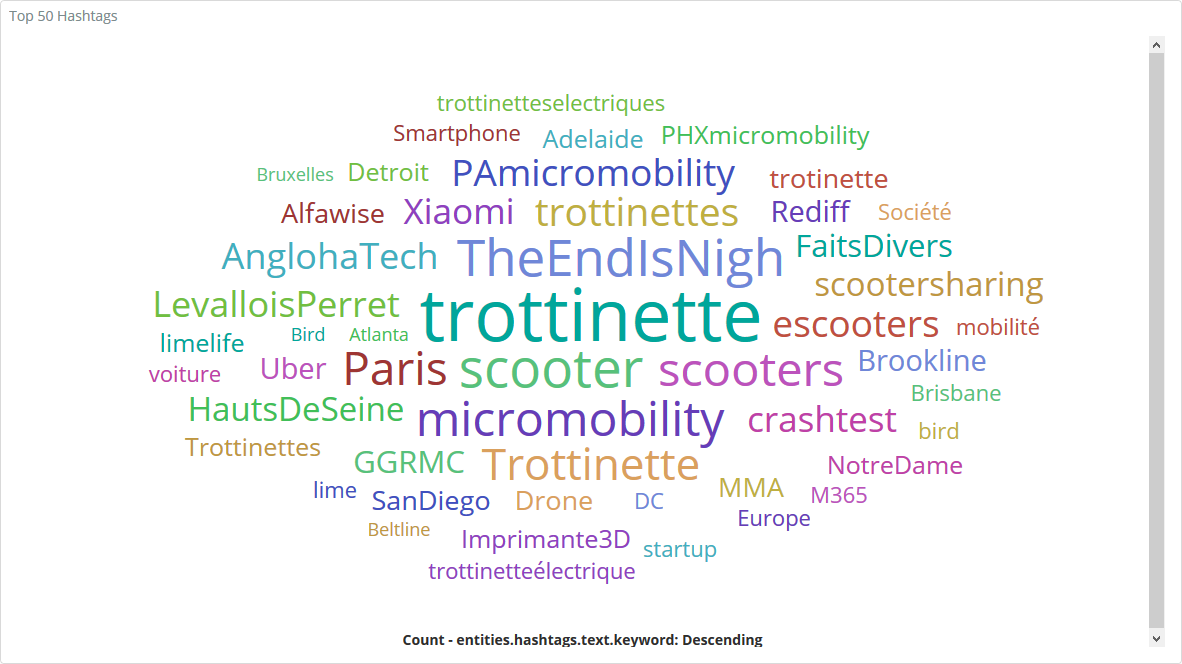 Top 50 Hashtags
trottinetteselectriques
Smartphone Adelaide PHXmicromobility
Bruxelles Detroit PAmicromobility trotinette
Alfawise Xiaomi trottinettes Rediff Société
AnglohaTech TheEndIsNigh FaitsDivers
scootersharing
LevalloisPerret trottinette escooters mobilité
limelife Bird Atlanta
voiture Uber Paris scooter scooters Brookline
Brisbane
HautsDeSeine micromobility crashtest bird
Trottinettes GGRMC Trottinette NotreDame
lime SanDiego Drone DC MMA M365
Beltline Imprimante3D startup Europe
trottinetteélectrique
Count - entities.hashtags.text.keyword: Descending